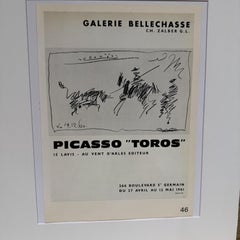 GALERIE BELLECHASSE
CH. ZALBER G.L.
PICASSO "TOROS"
15 LAVIS - AU VENT D'ARLES EDITEUR
264 BOULEVARD St GERMAIN
DU 27 AVRIL AU 15 MAI 1961
46